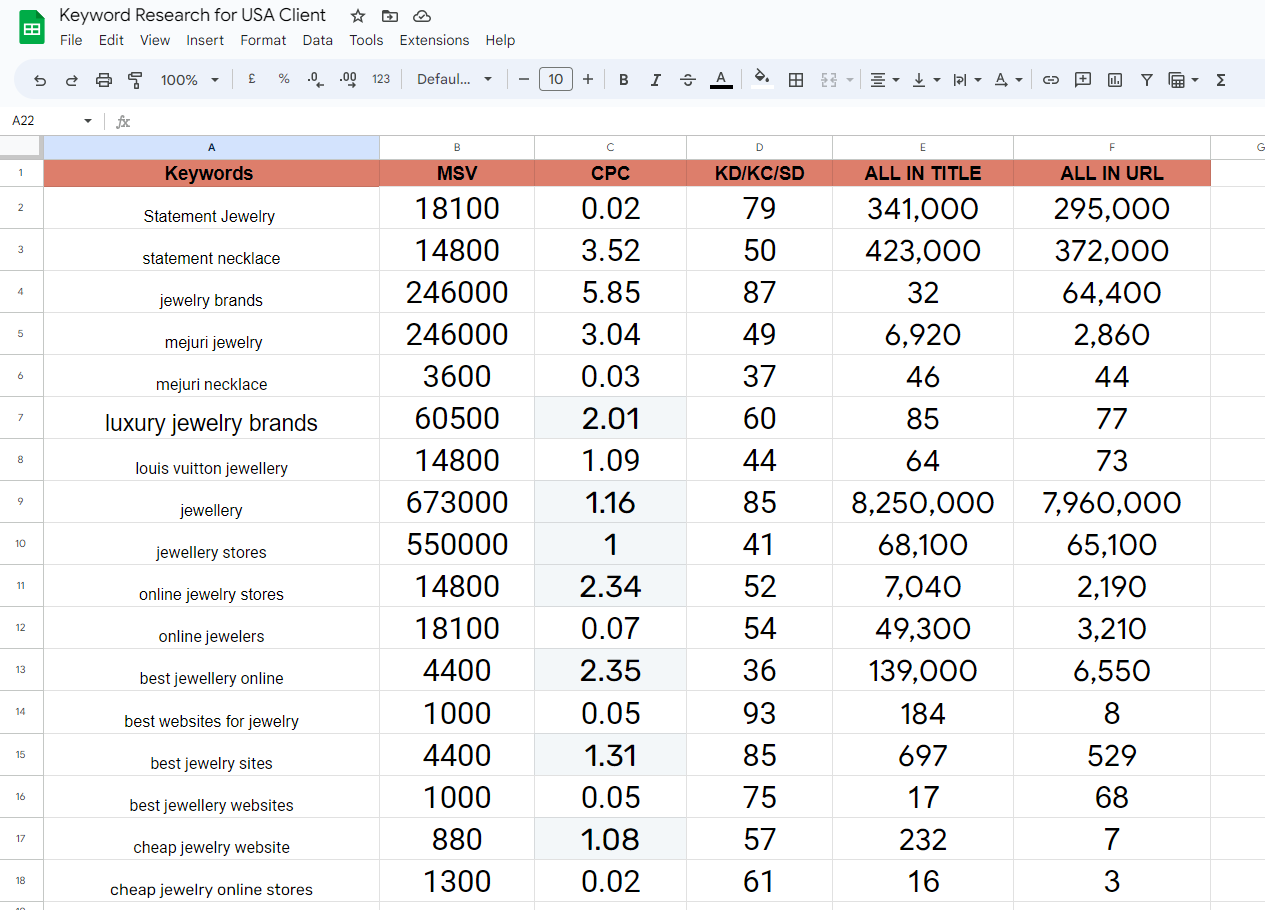 Keyword Research for USA Client
File Edit View Insert Format Data Tools Extensions Help
100% £ % .0 .00 123 Defaul... 10 B I A
A22 fx
A B C D E F G
1 Keywords MSV CPC KD/KC/SD ALL IN TITLE ALL IN URL
2 Statement Jewelry 18100 0.02 79 341,000 295,000
3 statement necklace 14800 3.52 50 423,000 372,000
4 jewelry brands 246000 5.85 87 32 64,400
5 mejuri jewelry 246000 3.04 49 6,920 2,860
6 mejuri necklace 3600 0.03 37 46 44
7 luxury jewelry brands 60500 2.01 60 85 77
8 louis vuitton jewellery 14800 1.09 44 64 73
9 jewellery 673000 1.16 85 8,250,000 7,960,000
10 jewellery stores 550000 1 41 68,100 65,100
11 online jewelry stores 14800 2.34 52 7,040 2,190
12 online jewelers 18100 0.07 54 49,300 3,210
13 best jewellery online 4400 2.35 36 139,000 6,550
14 best websites for jewelry 1000 0.05 93 184 8
15 best jewelry sites 4400 1.31 85 697 529
16 best jewellery websites 1000 0.05 75 17 68
17 cheap jewelry website 880 1.08 57 232 7
18 cheap jewelry online stores 1300 0.02 61 16 3